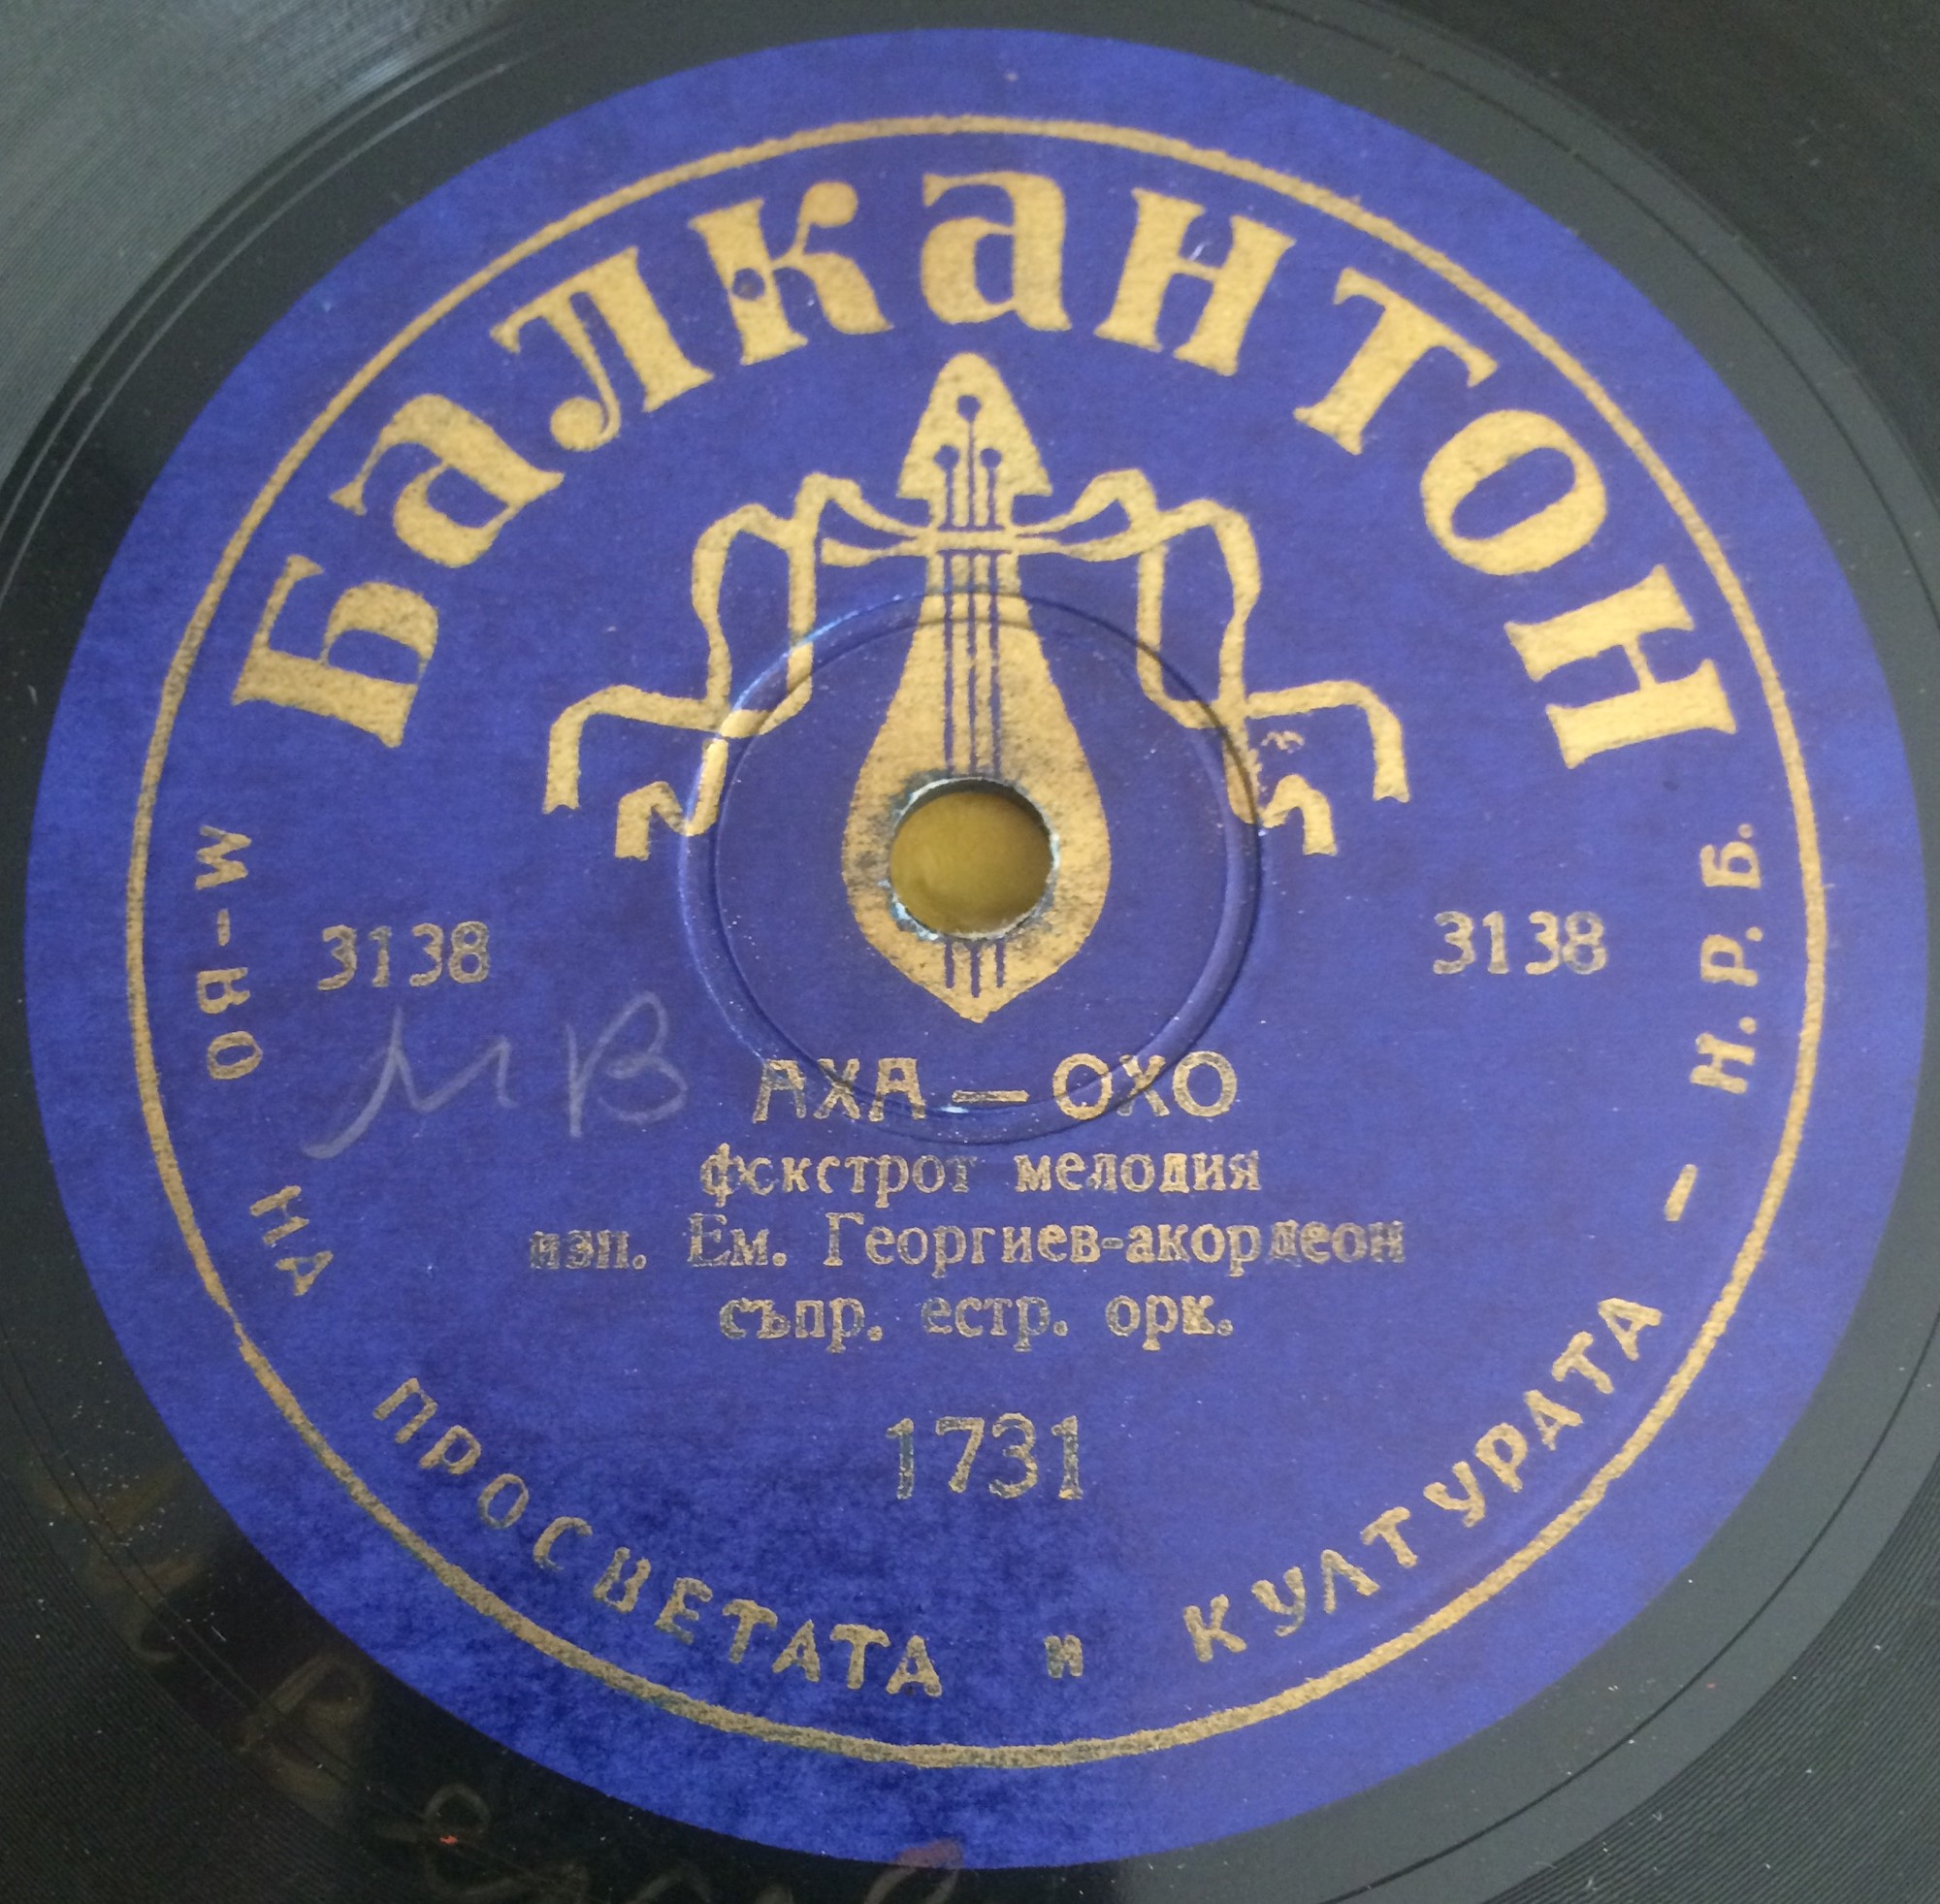 Балкантон
3138
3138
МВ
АХА — ОХО
фокстрот мелодия
изп. Ем. Георгиев-акордеон
съпр. естр. орк.
1731
М-ВО НА ПРОСВЕТАТА и КУЛТУРАТА — Н.Р.Б.